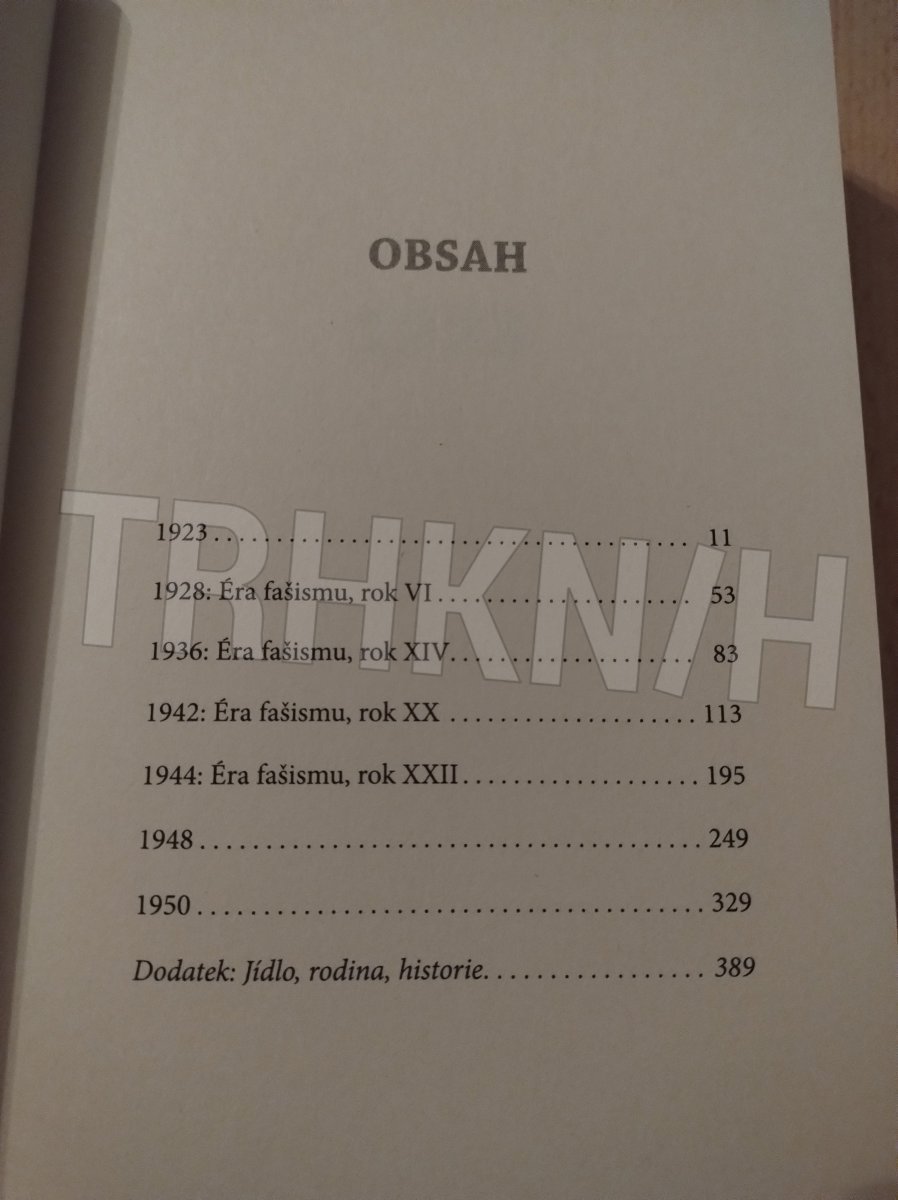 OBSAH
1923 . . . . . . . . . . . . . . . . . . . . . . . . . . . . . . . . . . . . . . . 11
1928: Éra fašismu, rok VI . . . . . . . . . . . . . . . . . . . . . 53
1936: Éra fašismu, rok XIV. . . . . . . . . . . . . . . . . . . . 83
1942: Éra fašismu, rok XX . . . . . . . . . . . . . . . . . . . . 113
1944: Éra fašismu, rok XXII . . . . . . . . . . . . . . . . . . . 195
1948 . . . . . . . . . . . . . . . . . . . . . . . . . . . . . . . . . . . . . . . 249
1950 . . . . . . . . . . . . . . . . . . . . . . . . . . . . . . . . . . . . . . . 329
Dodatek: Jídlo, rodina, historie. . . . . . . . . . . . . . . . . . 389
TRHKNIH